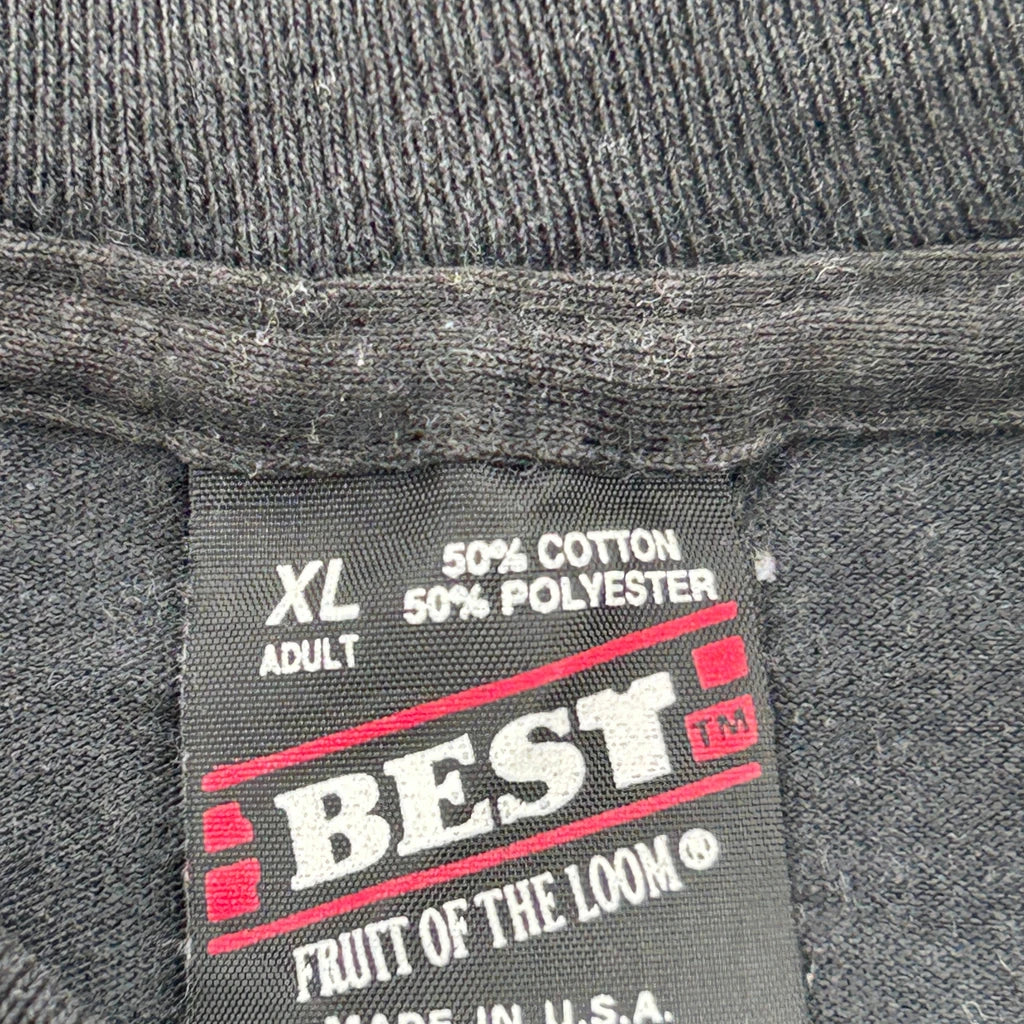 XL
ADULT
50% COTTON
50% POLYESTER
BEST TM
FRUIT OF THE LOOM®
MADE IN U.S.A.